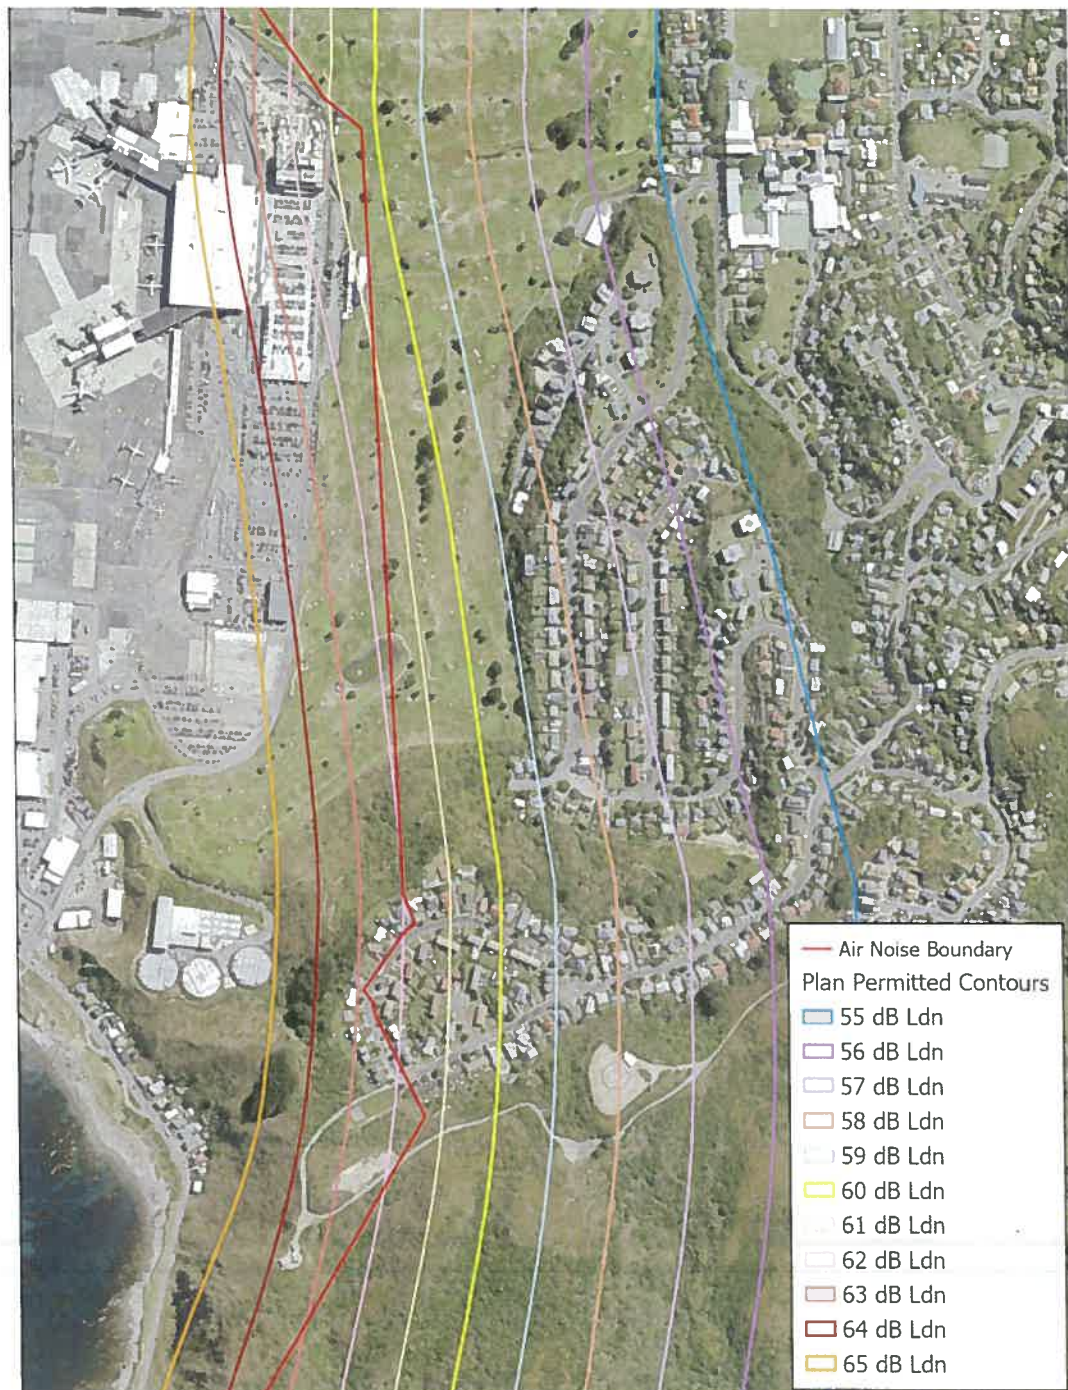 Air Noise Boundary
Plan Permitted Contours
55 dB Ldn
56 dB Ldn
57 dB Ldn
58 dB Ldn
59 dB Ldn
60 dB Ldn
61 dB Ldn
62 dB Ldn
63 dB Ldn
64 dB Ldn
65 dB Ldn